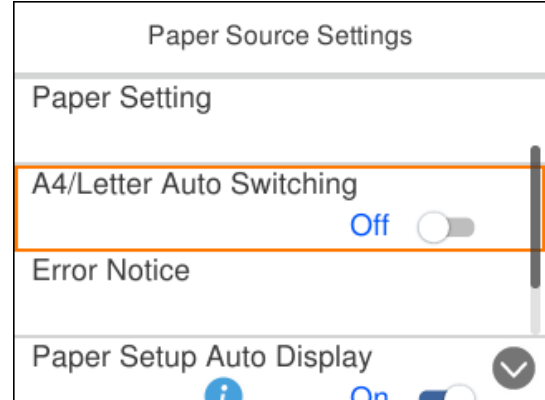 Paper Source Settings
Paper Setting
A4/Letter Auto Switching
Off
Error Notice
Paper Setup Auto Display
i
On